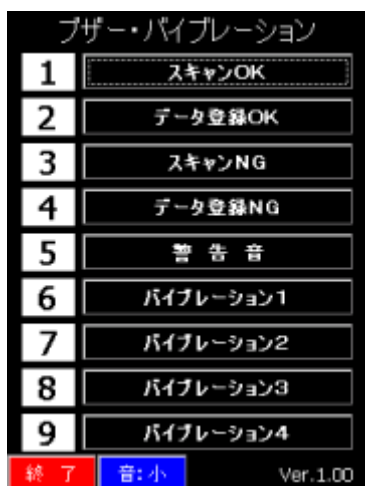 ブザー・バイブレーション
1 スキャンOK
2 データ登録OK
3 スキャンNG
4 データ登録NG
5 警 告 音
6 バイブレーション1
7 バイブレーション2
8 バイブレーション3
9 バイブレーション4
終 了 音:小 Ver.1.00